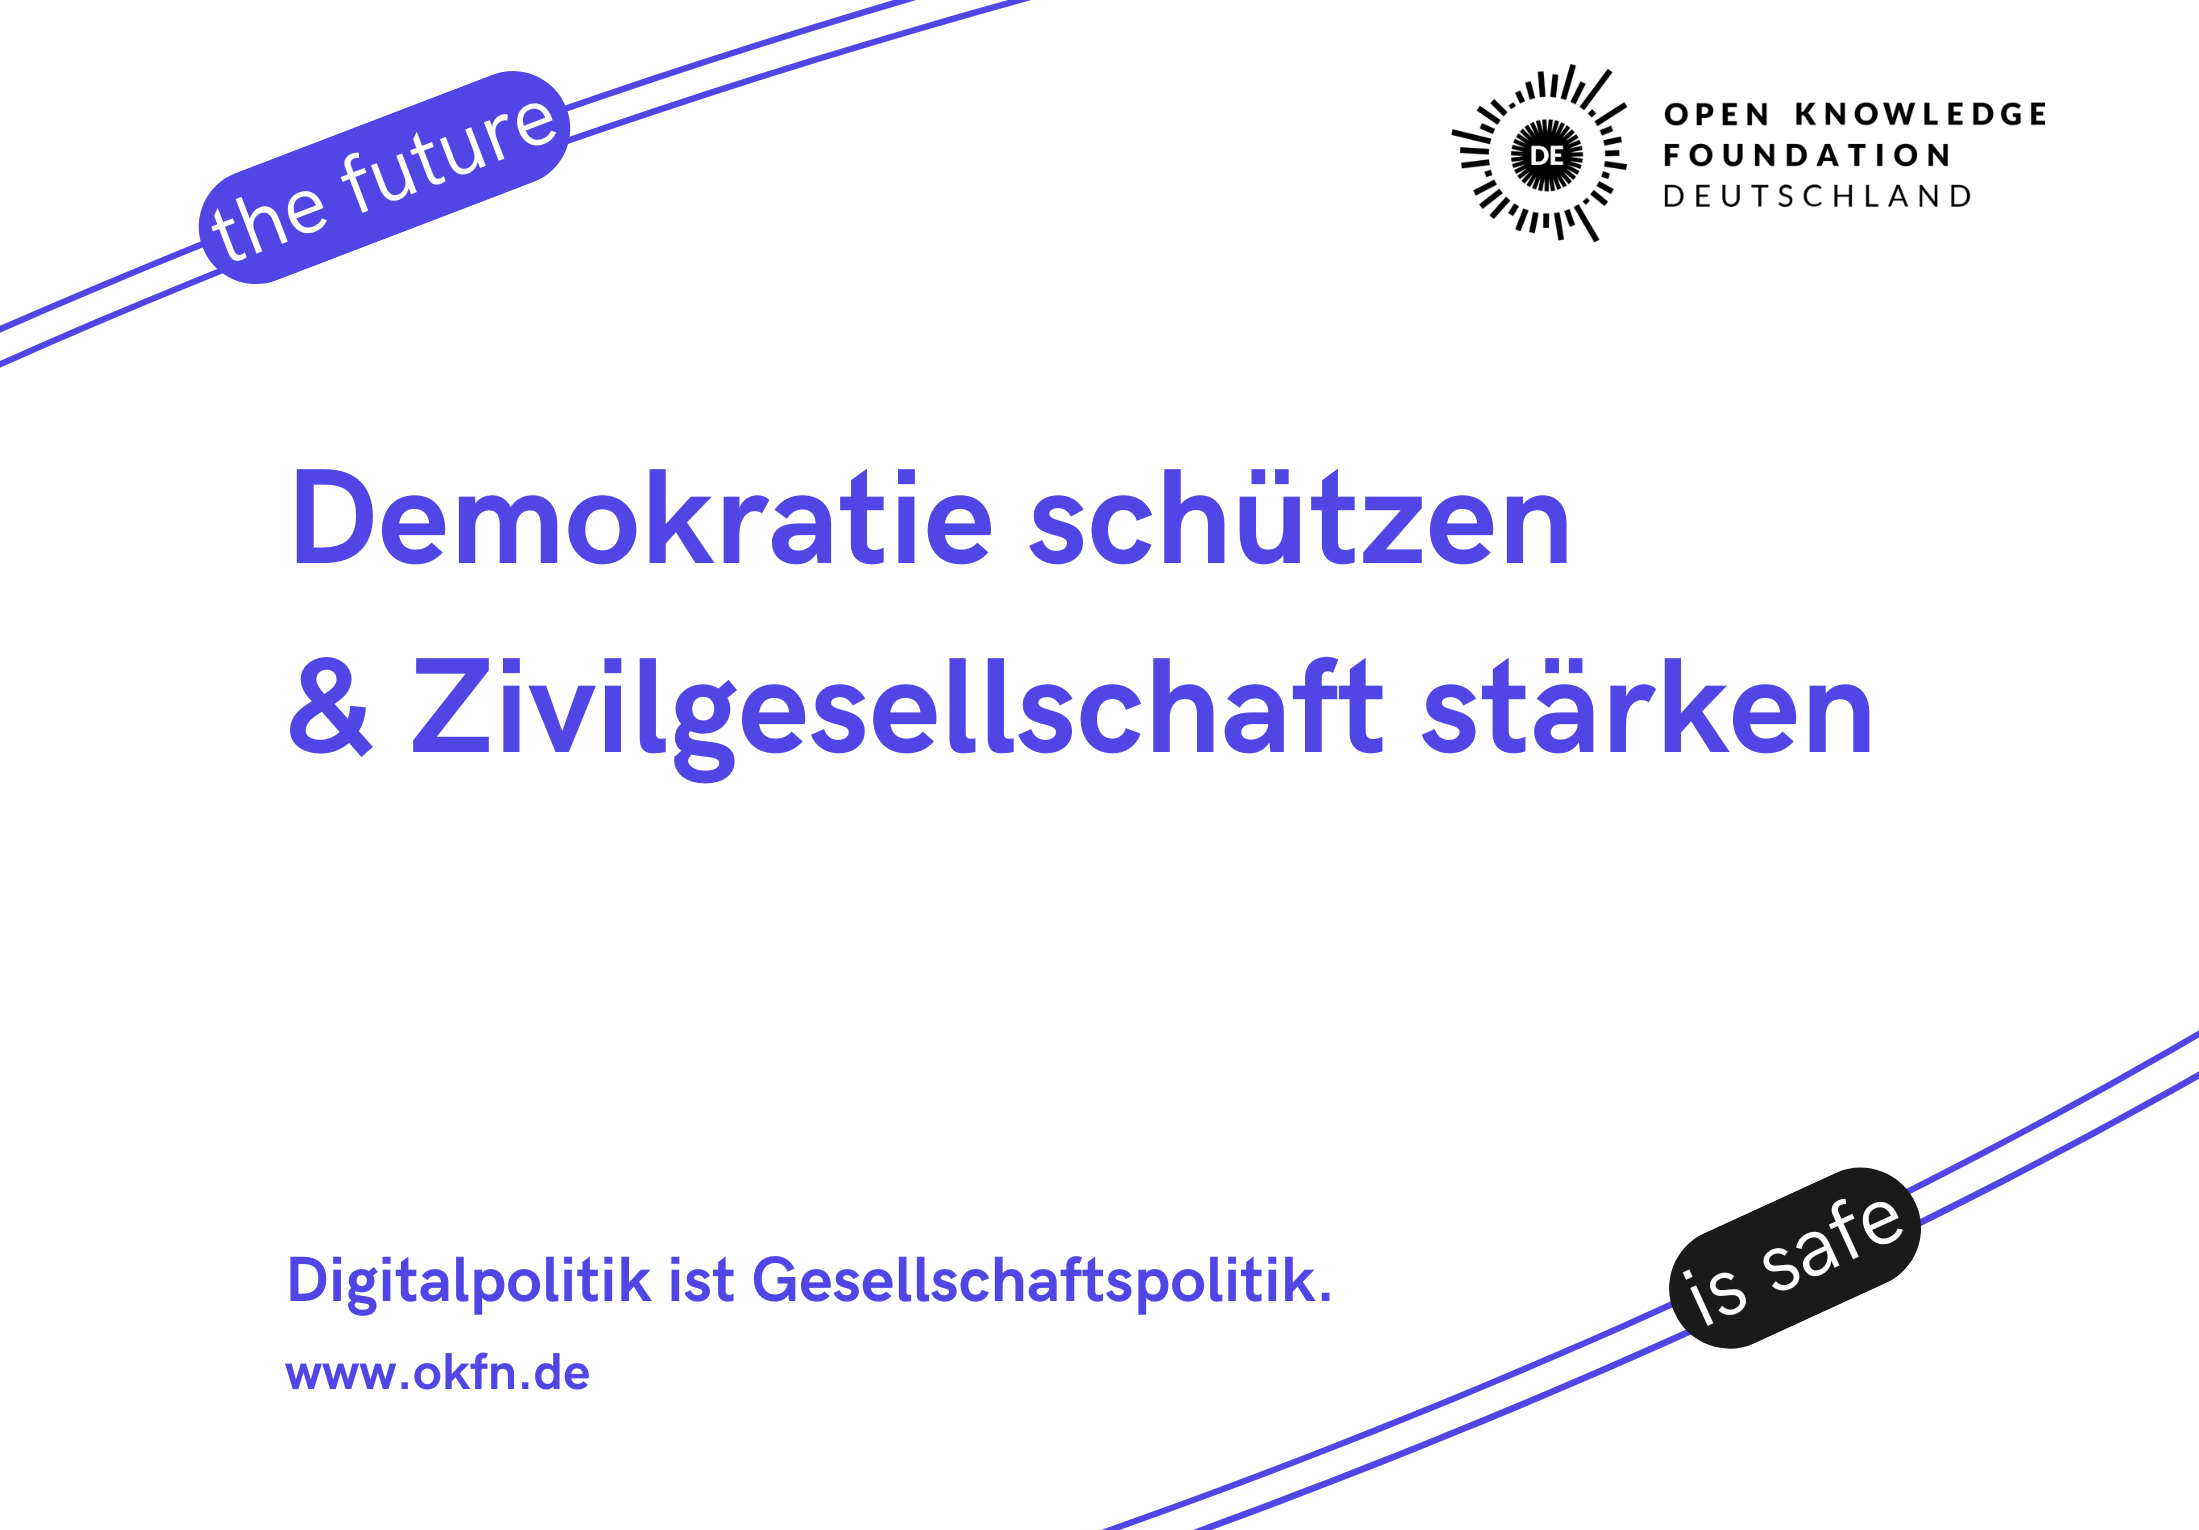 the future
OPEN KNOWLEDGE
FOUNDATION
DEUTSCHLAND
DE
Demokratie schützen
& Zivilgesellschaft stärken
Digitalpolitik ist Gesellschaftspolitik.
www.okfn.de
is safe